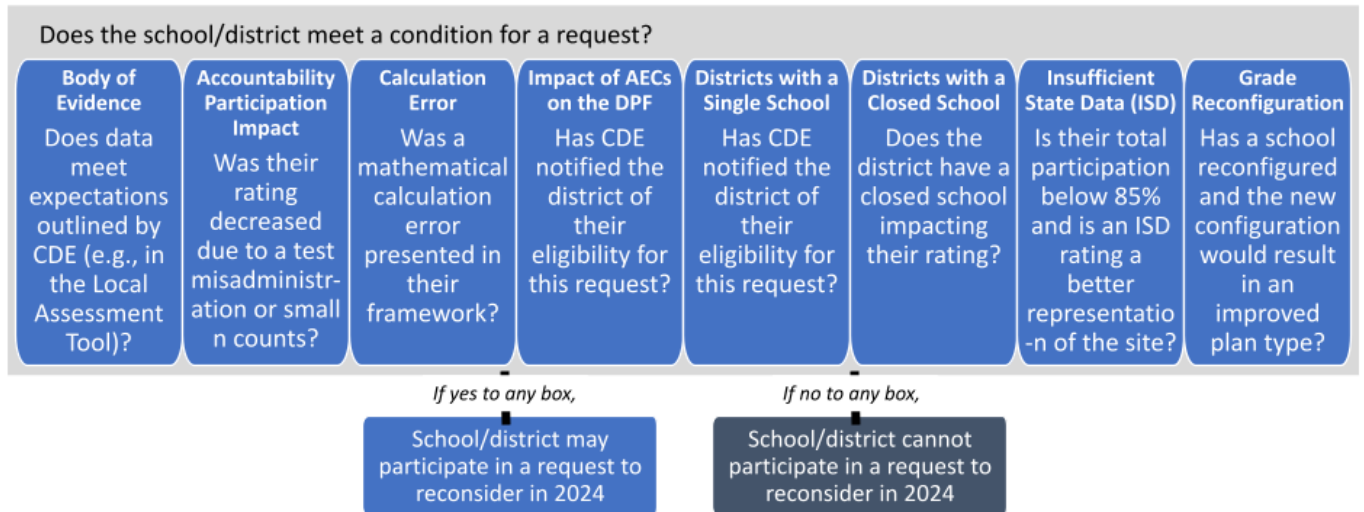 Does the school/district meet a condition for a request?
Body of
Evidence
Does data
meet
expectations
outlined by
CDE (e.g., in
the Local
Assessment
Tool)?
Accountability
Participation
Impact
Was their
rating
decreased
due to a test
misadministr-
ation or small
n counts?
Calculation
Error
Was a
mathematical
calculation
error
presented in
their
framework?
Impact of AECs
on the DPF
Has CDE
notified the
district of
their
eligibility for
this request?
Districts with a
Single School
Has CDE
notified the
district of
their
eligibility for
this request?
Districts with a
Closed School
Does the
district have a
closed school
impacting
their rating?
Insufficient
State Data (ISD)
Is their total
participation
below 85%
and is an ISD
rating a
better
representatio
-n of the site?
Grade
Reconfiguration
Has a school
reconfigured
and the new
configuration
would result
in an
improved
plan type?
If yes to any box,
School/district may
participate in a request to
reconsider in 2024
If no to any box,
School/district cannot
participate in a request to
reconsider in 2024